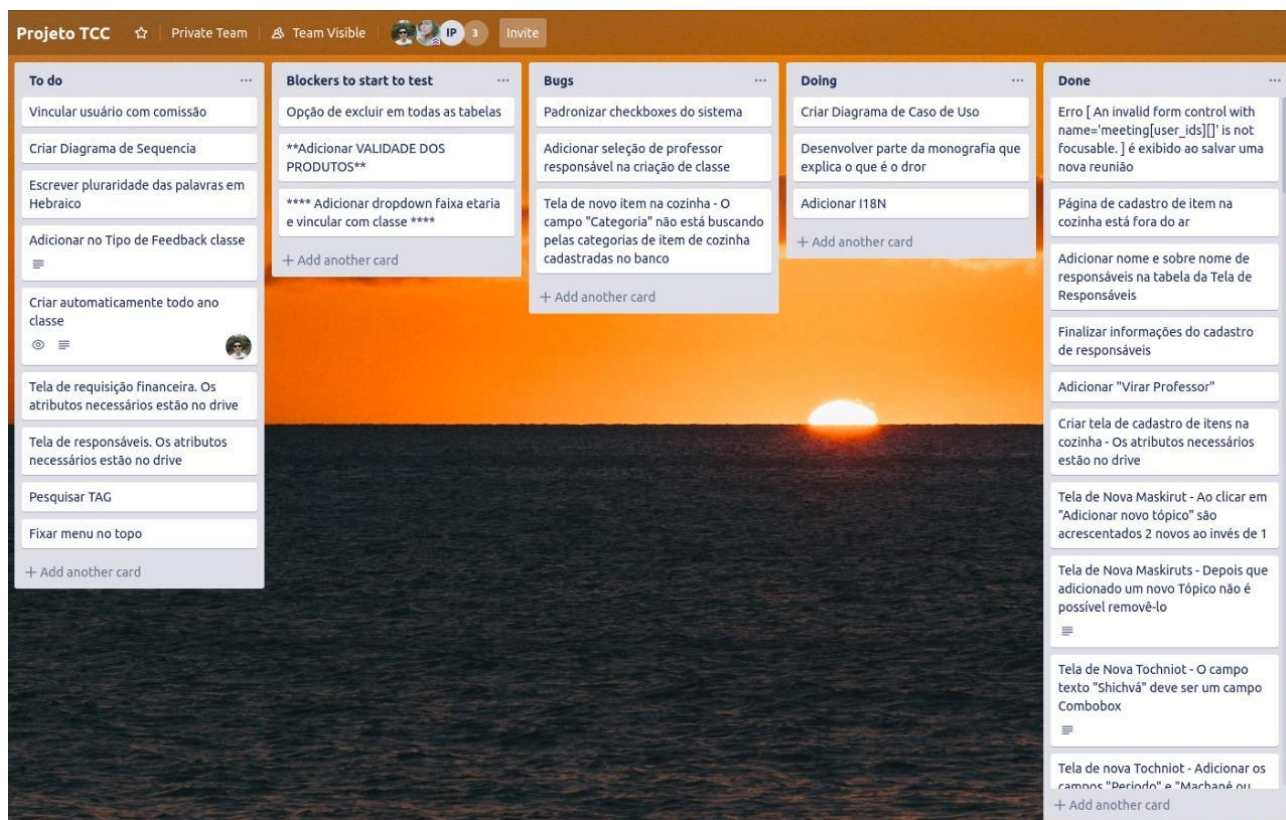 Projeto TCC
Private Team
Team Visible
IP
3
Invite
To do
Vincular usuário com comissão
Criar Diagrama de Sequencia
Escrever pluraridade das palavras em
Hebraico
Adicionar no Tipo de Feedback classe
Criar automaticamente todo ano
classe
Tela de requisição financeira. Os
atributos necessários estão no drive
Tela de responsáveis. Os atributos
necessários estão no drive
Pesquisar TAG
Fixar menu no topo
+ Add another card
Blockers to start to test
Opção de excluir em todas as tabelas
**Adicionar VALIDADE DOS
PRODUTOS**
**** Adicionar dropdown faixa etaria
e vincular com classe ****
+ Add another card
Bugs
Padronizar checkboxes do sistema
Adicionar seleção de professor
responsável na criação de classe
Tela de novo item na cozinha - O
campo "Categoria" não está buscando
pelas categorias de item de cozinha
cadastradas no banco
+ Add another card
Doing
Criar Diagrama de Caso de Uso
Desenvolver parte da monografia que
explica o que é o dror
Adicionar I18N
+ Add another card
Done
Erro [ An invalid form control with
name='meeting[user_ids][]' is not
focusable. ] é exibido ao salvar uma
nova reunião
Página de cadastro de item na
cozinha está fora do ar
Adicionar nome e sobre nome de
responsáveis na tabela da Tela de
Responsáveis
Finalizar informações do cadastro
de responsáveis
Adicionar "Virar Professor"
Criar tela de cadastro de itens na
cozinha - Os atributos necessários
estão no drive
Tela de Nova Maskirut - Ao clicar em
"Adicionar novo tópico" são
acrescentados 2 novos ao invés de 1
Tela de Nova Maskiruts - Depois que
adicionado um novo Tópico não é
possível removê-lo
Tela de Nova Tochniot - O campo
texto "Shichvá" deve ser um campo
Combobox
Tela de nova Tochniot - Adicionar os
campos "Periodo" e "Machané ou
+ Add another card